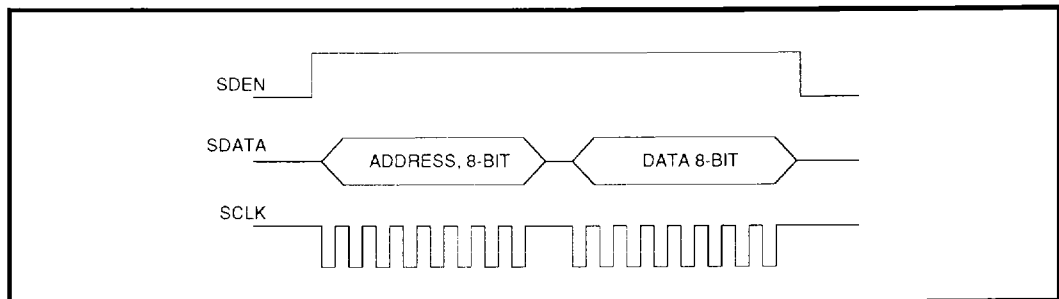 SDEN
SDATA
ADDRESS, 8-BIT
DATA 8-BIT
SCLK